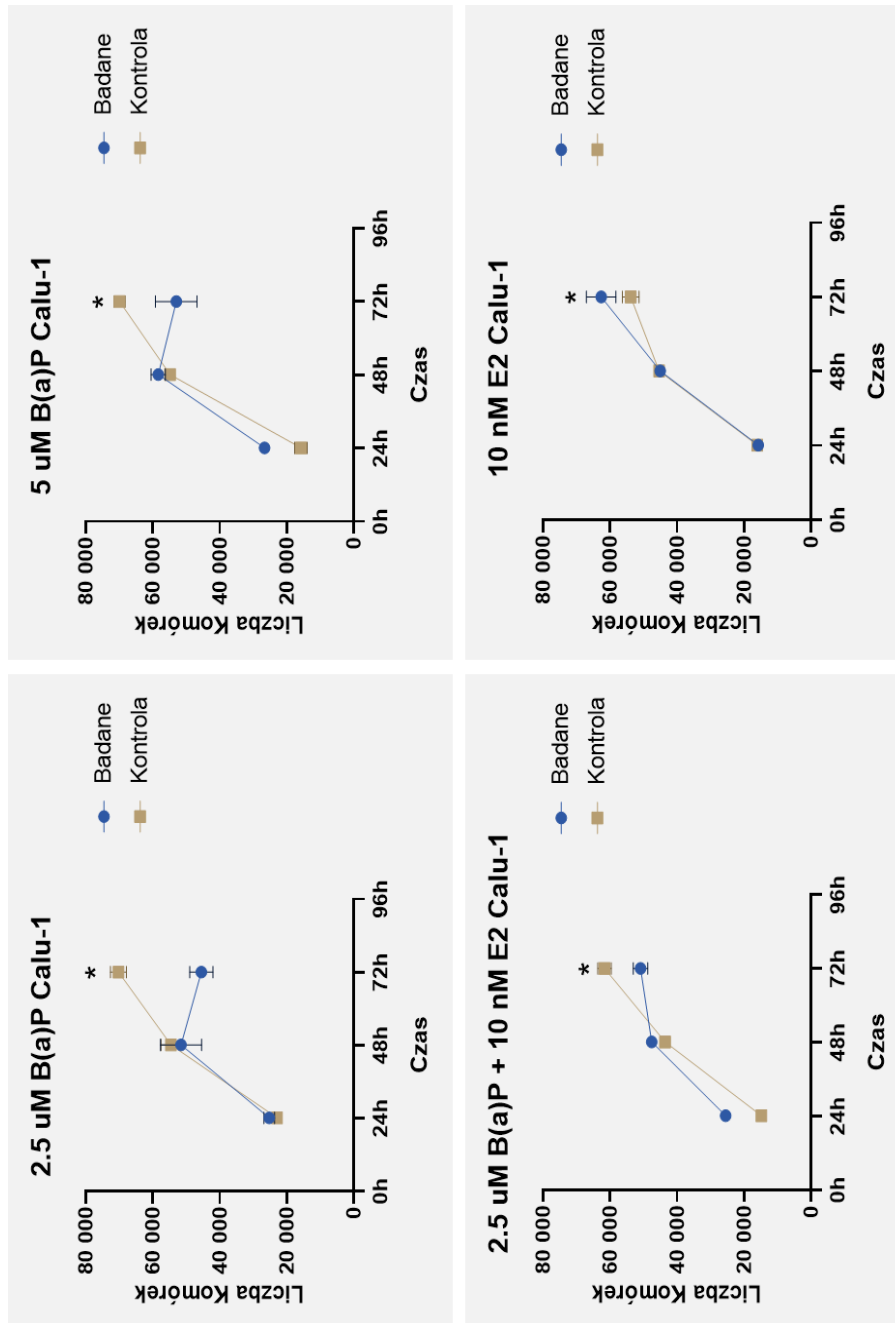 2.5 uM B(a)P Calu-1
80 000
60 000
40 000
20 000
0
Liczba Komórek
*
0h 24h 48h 72h 96h
Czas
Badane
Kontrola
5 uM B(a)P Calu-1
80 000
60 000
40 000
20 000
0
Liczba Komórek
*
0h 24h 48h 72h 96h
Czas
Badane
Kontrola
2.5 uM B(a)P + 10 nM E2 Calu-1
80 000
60 000
40 000
20 000
0
Liczba Komórek
*
0h 24h 48h 72h 96h
Czas
Badane
Kontrola
10 nM E2 Calu-1
80 000
60 000
40 000
20 000
0
Liczba Komórek
*
0h 24h 48h 72h 96h
Czas
Badane
Kontrola